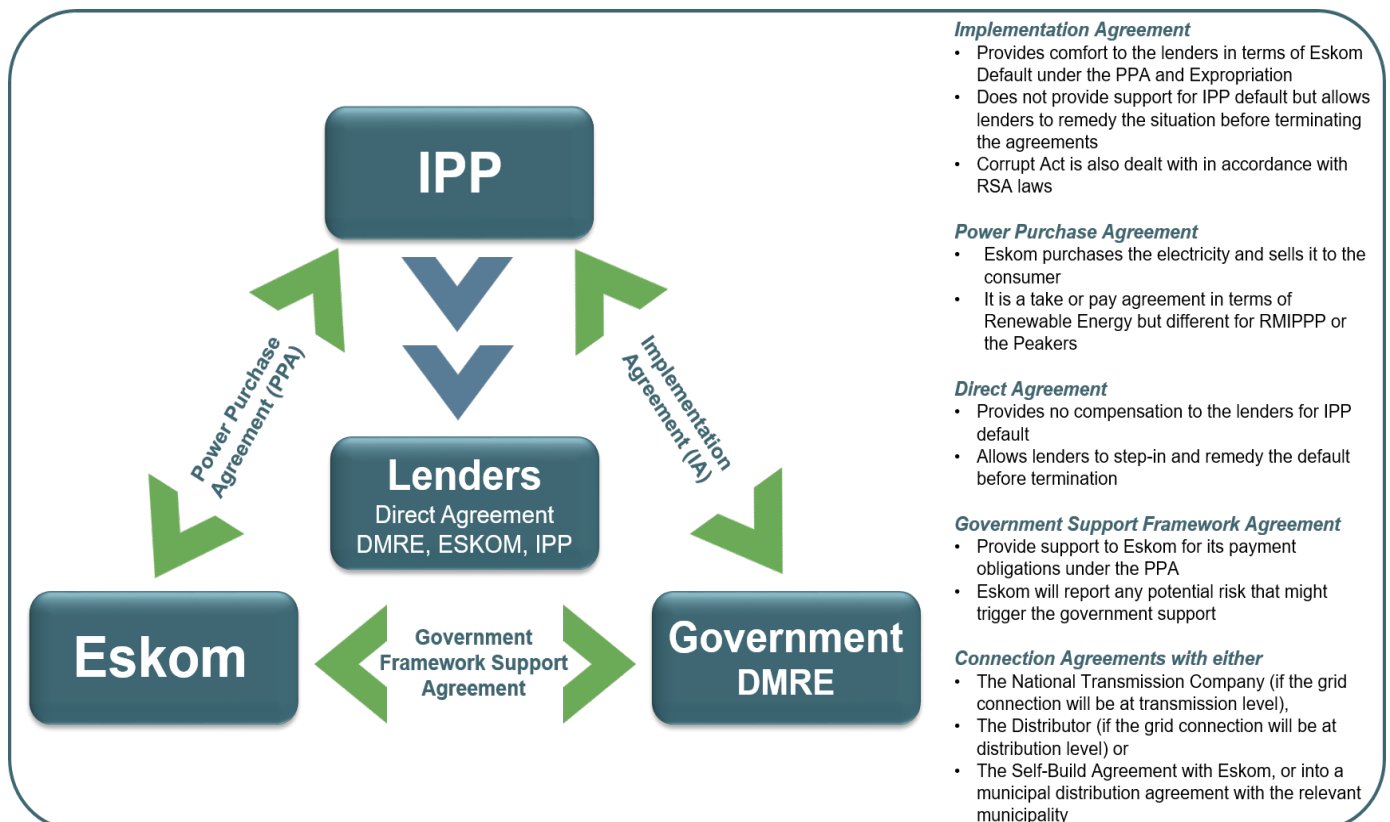 IPP
Power Purchase
Agreement (PPA)
Implementation
Agreement (IA)
Lenders
Direct Agreement
DMRE, ESKOM, IPP
Eskom
Government
Framework Support
Agreement
Government
DMRE
Implementation Agreement
• Provides comfort to the lenders in terms of Eskom
Default under the PPA and Expropriation
• Does not provide support for IPP default but allows
lenders to remedy the situation before terminating
the agreements
• Corrupt Act is also dealt with in accordance with
RSA laws
Power Purchase Agreement
• Eskom purchases the electricity and sells it to the
consumer
• It is a take or pay agreement in terms of
Renewable Energy but different for RMIPPP or
the Peakers
Direct Agreement
• Provides no compensation to the lenders for IPP
default
• Allows lenders to step-in and remedy the default
before termination
Government Support Framework Agreement
• Provide support to Eskom for its payment
obligations under the PPA
• Eskom will report any potential risk that might
trigger the government support
Connection Agreements with either
• The National Transmission Company (if the grid
connection will be at transmission level),
• The Distributor (if the grid connection will be at
distribution level) or
• The Self-Build Agreement with Eskom, or into a
municipal distribution agreement with the relevant
municipality